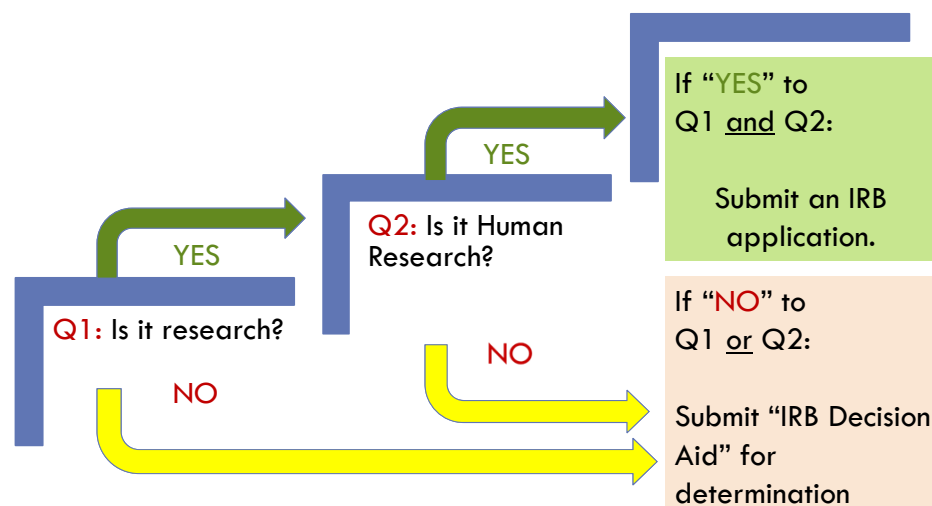 Q1: Is it research?
YES
NO
Q2: Is it Human
Research?
YES
NO
If “YES” to
Q1 and Q2:
Submit an IRB
application.
If “NO” to
Q1 or Q2:
Submit “IRB Decision
Aid” for
determination